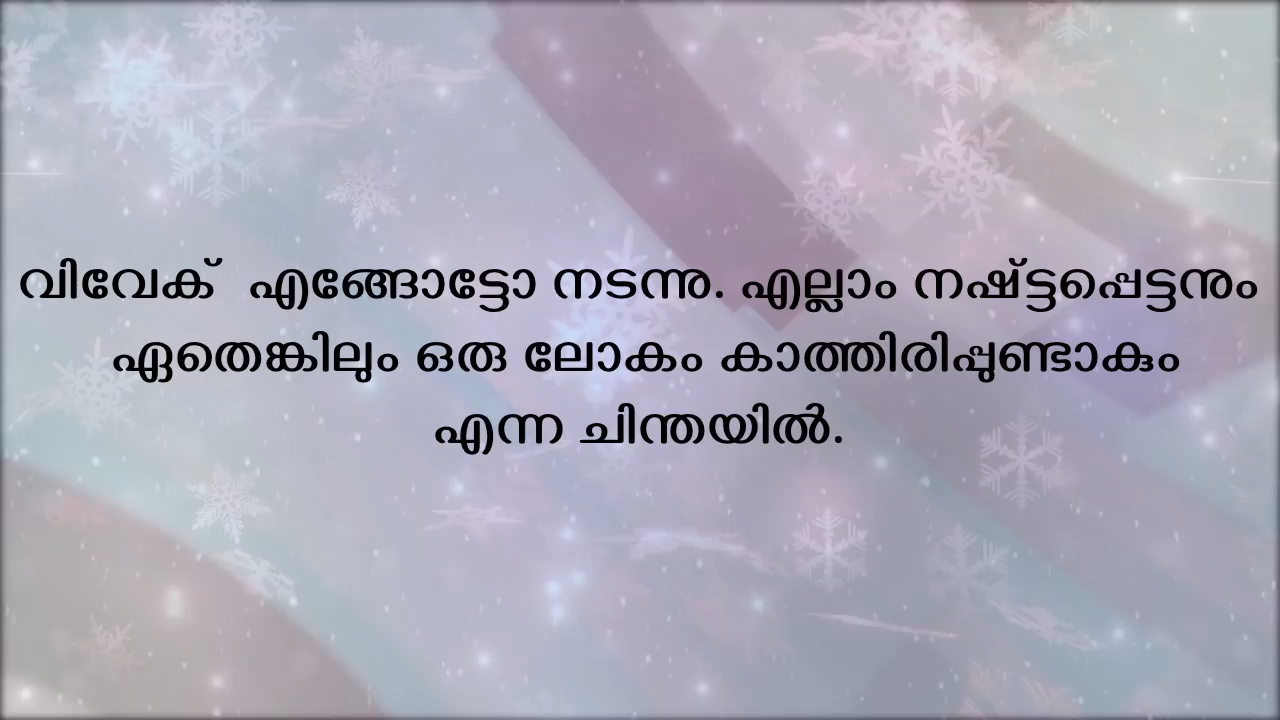 വിവേക്  എങ്ങോട്ടോ നടന്നു. എല്ലാം നഷ്ട്ടപ്പെട്ടനും
ഏതെങ്കിലും ഒരു ലോകം കാത്തിരിപ്പുണ്ടാകും
എന്ന ചിന്തയിൽ.